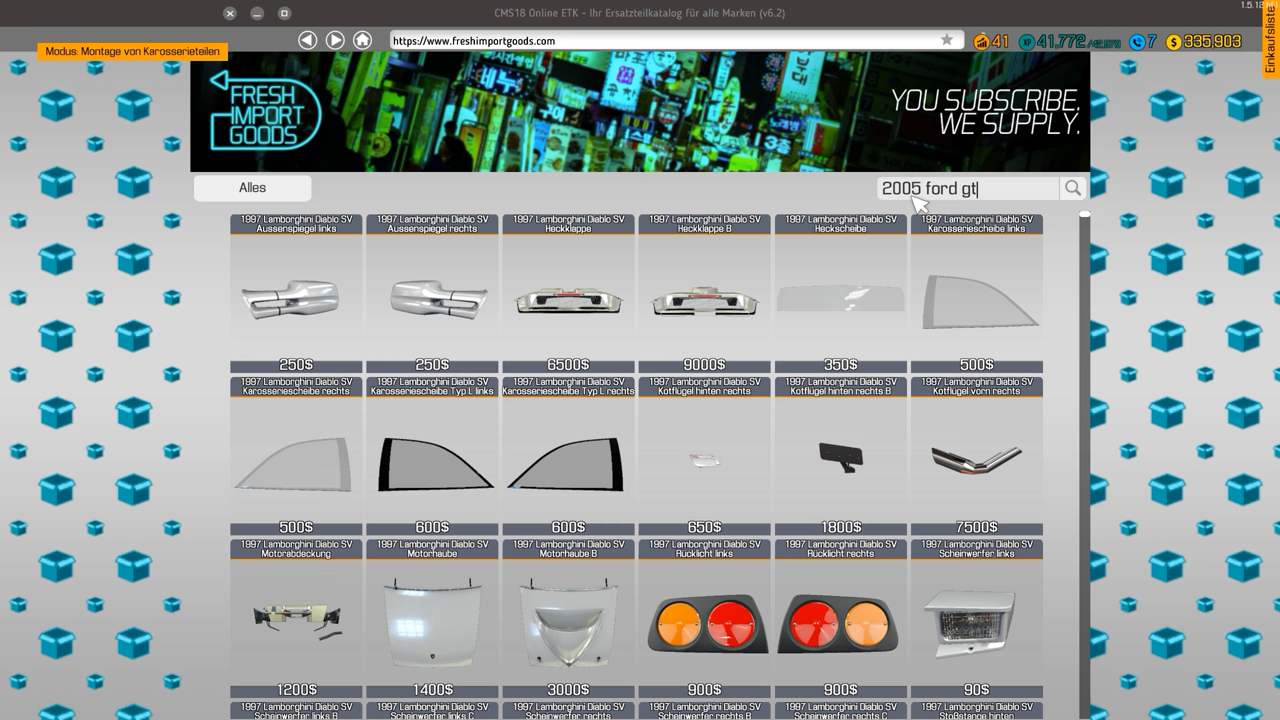 CMS18 Online ETK - Ihr Ersatzteilkatalog für alle Marken (v6.2)
Modus: Montage von Karosserieteilen
https://www.freshimportgoods.com
41
XP
41,772
7
$
335,903
Einkaufsliste
FRESH
IMPORT
GOODS
YOU SUBSCRIBE.
WE SUPPLY.
Alles
2005 ford gt
1997 Lamborghini Diablo SV
Aussenspiegel links
1997 Lamborghini Diablo SV
Aussenspiegel rechts
1997 Lamborghini Diablo SV
Heckklappe
1997 Lamborghini Diablo SV
Heckklappe B
1997 Lamborghini Diablo SV
Heckscheibe
1997 Lamborghini Diablo SV
Karosseriescheibe links
250$
250$
6500$
9000$
350$
500$
1997 Lamborghini Diablo SV
Karosseriescheibe rechts
1997 Lamborghini Diablo SV
Karosseriescheibe Typ L links
1997 Lamborghini Diablo SV
Karosseriescheibe Typ L rechts
1997 Lamborghini Diablo SV
Kotflügel hinten rechts
1997 Lamborghini Diablo SV
Kotflügel hinten rechts B
1997 Lamborghini Diablo SV
Kotflügel vorn rechts
500$
600$
600$
650$
1800$
7500$
1997 Lamborghini Diablo SV
Motorabdeckung
1997 Lamborghini Diablo SV
Motorhaube
1997 Lamborghini Diablo SV
Motorhaube B
1997 Lamborghini Diablo SV
Rücklicht links
1997 Lamborghini Diablo SV
Rücklicht rechts
1997 Lamborghini Diablo SV
Scheinwerfer links
1200$
1400$
3000$
900$
900$
90$
1997 Lamborghini Diablo SV
Scheinwerfer links B
1997 Lamborghini Diablo SV
Scheinwerfer links C
1997 Lamborghini Diablo SV
Scheinwerfer rechts
1997 Lamborghini Diablo SV
Scheinwerfer rechts B
1997 Lamborghini Diablo SV
Scheinwerfer rechts C
1997 Lamborghini Diablo SV
Stoßstange hinten